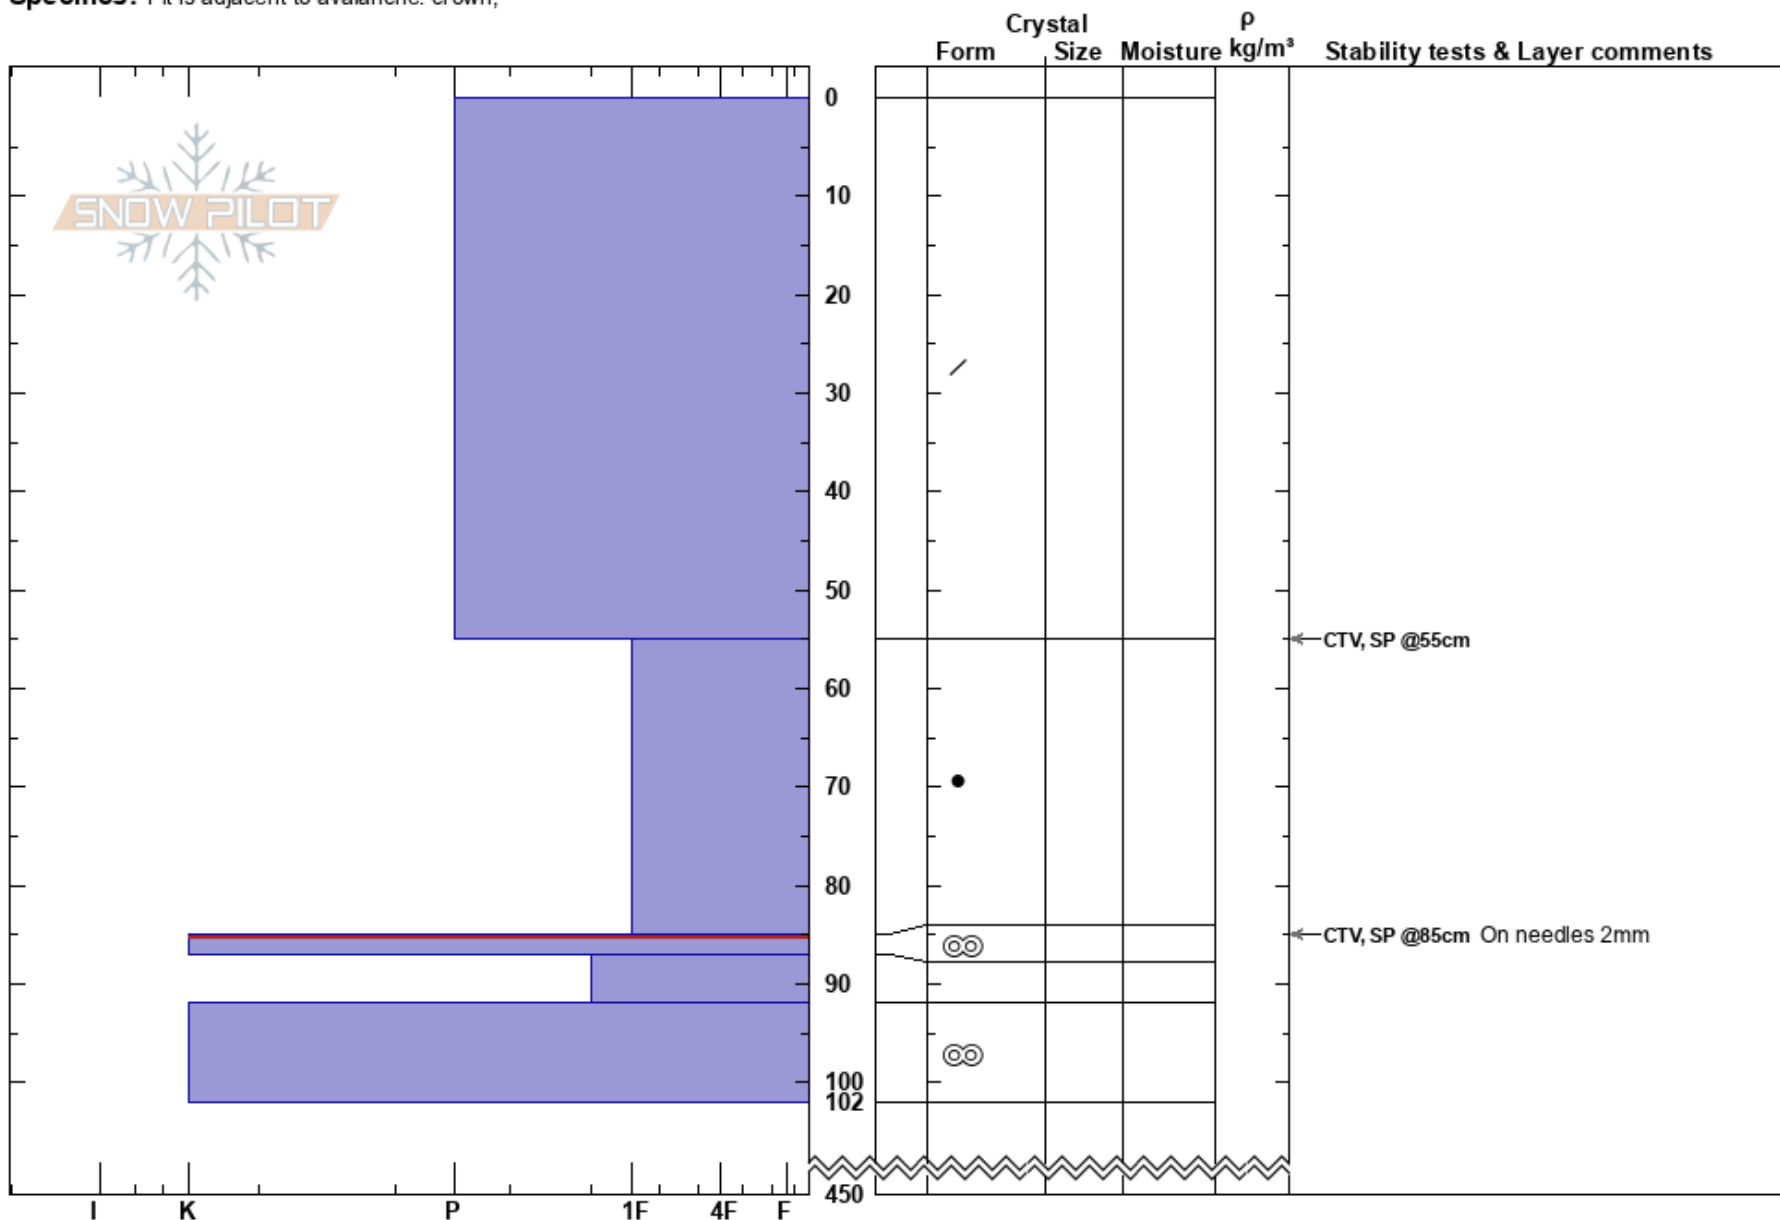 Specifics: Pit is adjacent to avalanche: crown;
Crystal
ρ
Form Size Moisture kg/m³ Stability tests & Layer comments
0
SNOW PILOT
10
20
30
40
50
CTV, SP @55cm
60
70
80
CTV, SP @85cm On needles 2mm
90
100
102
450
I K P 1F 4F F